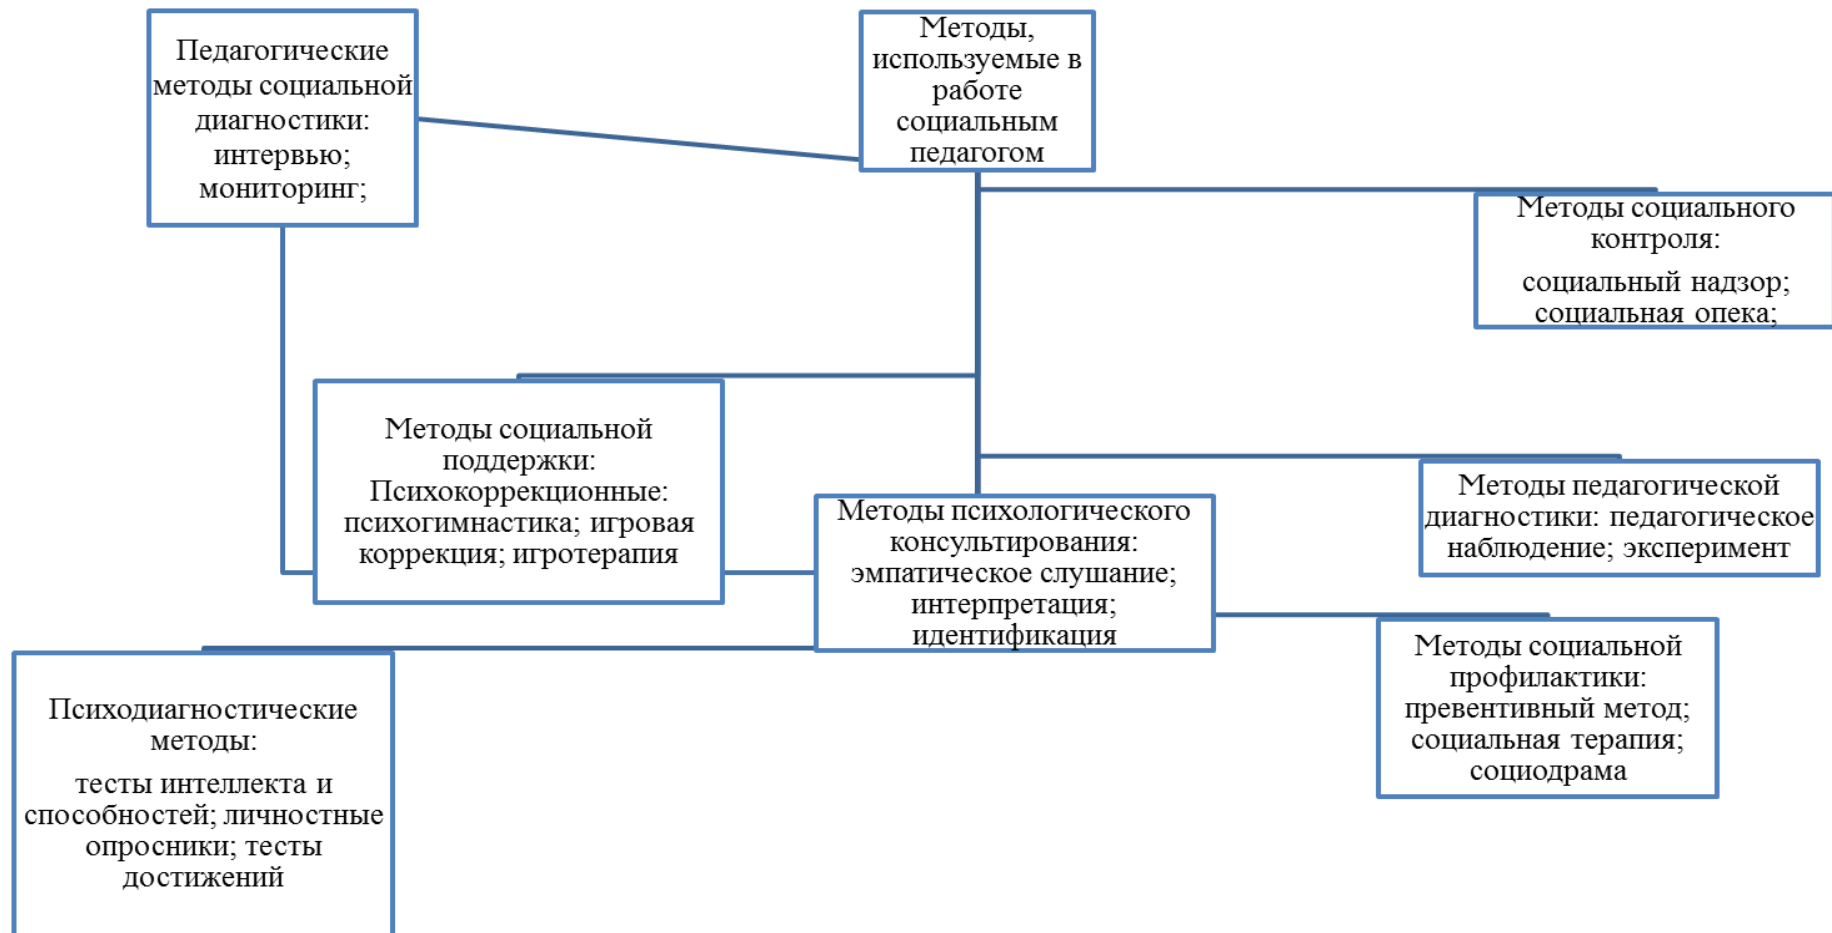 Педагогические
методы социальной
диагностики:
интервью;
мониторинг;
Методы,
используемые в
работе
социальным
педагогом
Методы социального
контроля:
социальный надзор;
социальная опека;
Методы социальной
поддержки:
Психокоррекционные:
психогимнастика; игровая
коррекция; игротерапия
Методы психологического
консультирования:
эмпатическое слушание;
интерпретация;
идентификация
Методы педагогической
диагностики: педагогическое
наблюдение; эксперимент
Методы социальной
профилактики:
превентивный метод;
социальная терапия;
социодрама
Психодиагностические
методы:
тесты интеллекта и
способностей; личностные
опросники; тесты
достижений